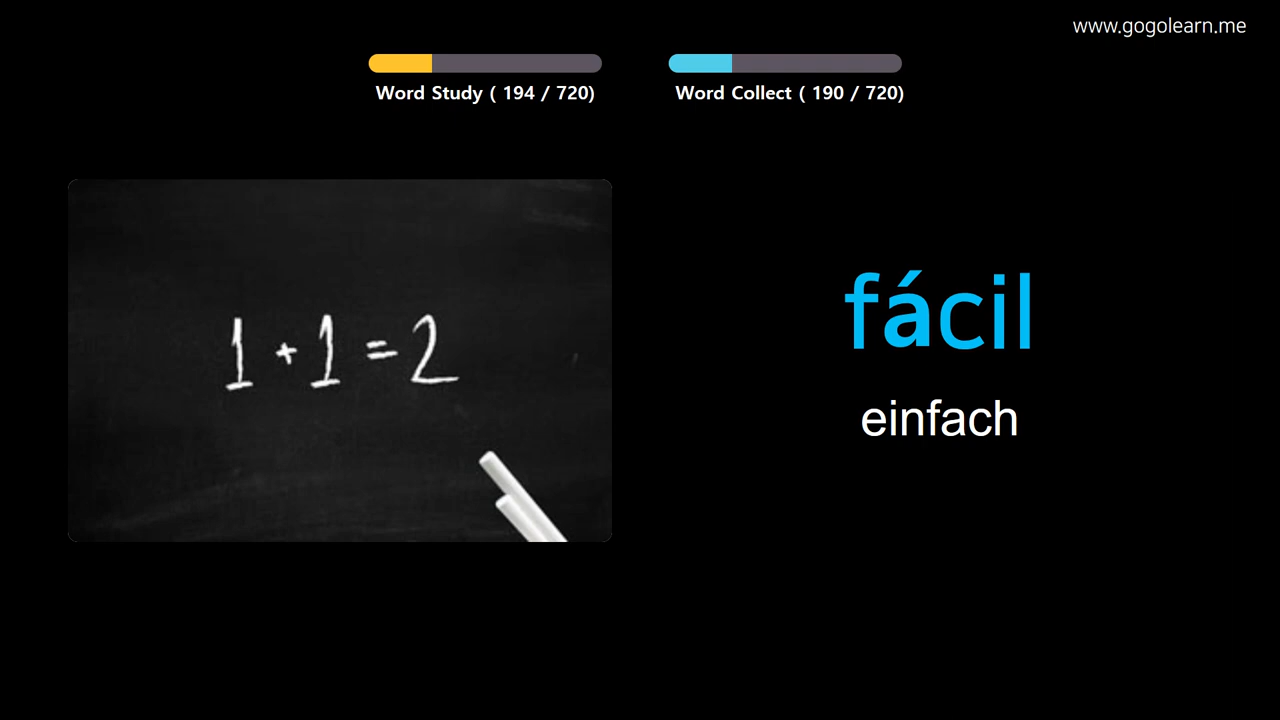 www.gogolearn.me
Word Study ( 194 / 720)
Word Collect ( 190 / 720)
1 + 1 = 2
fácil
einfach